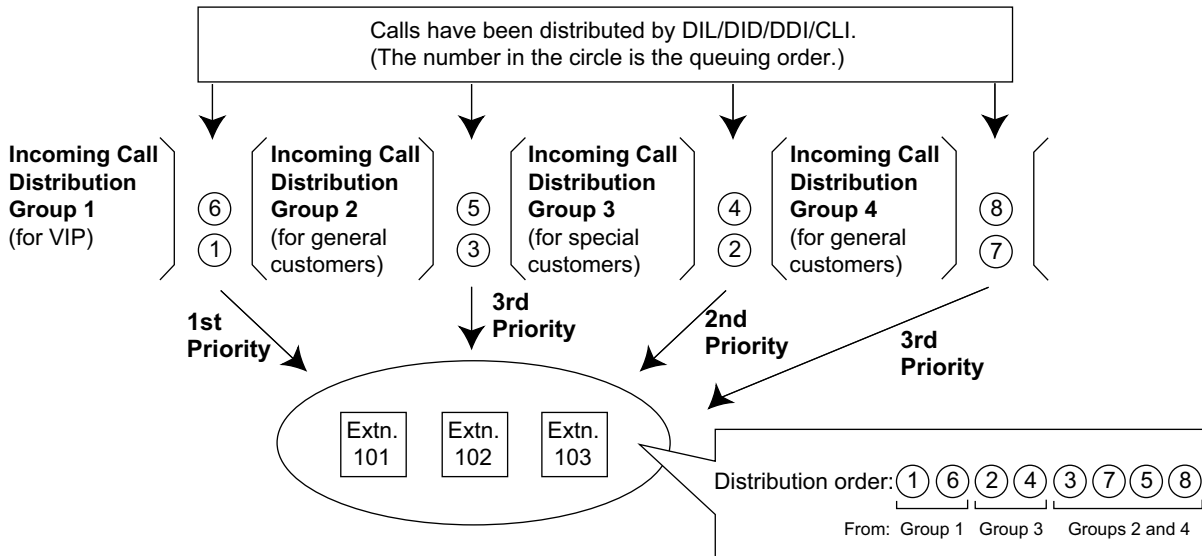 Calls have been distributed by DIL/DID/DDI/CLI.
(The number in the circle is the queuing order.)
Incoming Call
Distribution
Group 1
(for VIP)
6
1
Incoming Call
Distribution
Group 2
(for general
customers)
5
3
Incoming Call
Distribution
Group 3
(for special
customers)
4
2
Incoming Call
Distribution
Group 4
(for general
customers)
8
7
1st
Priority
3rd
Priority
2nd
Priority
3rd
Priority
Extn.
101
Extn.
102
Extn.
103
Distribution order: 1 6 2 4 3 7 5 8
From: Group 1 Group 3 Groups 2 and 4